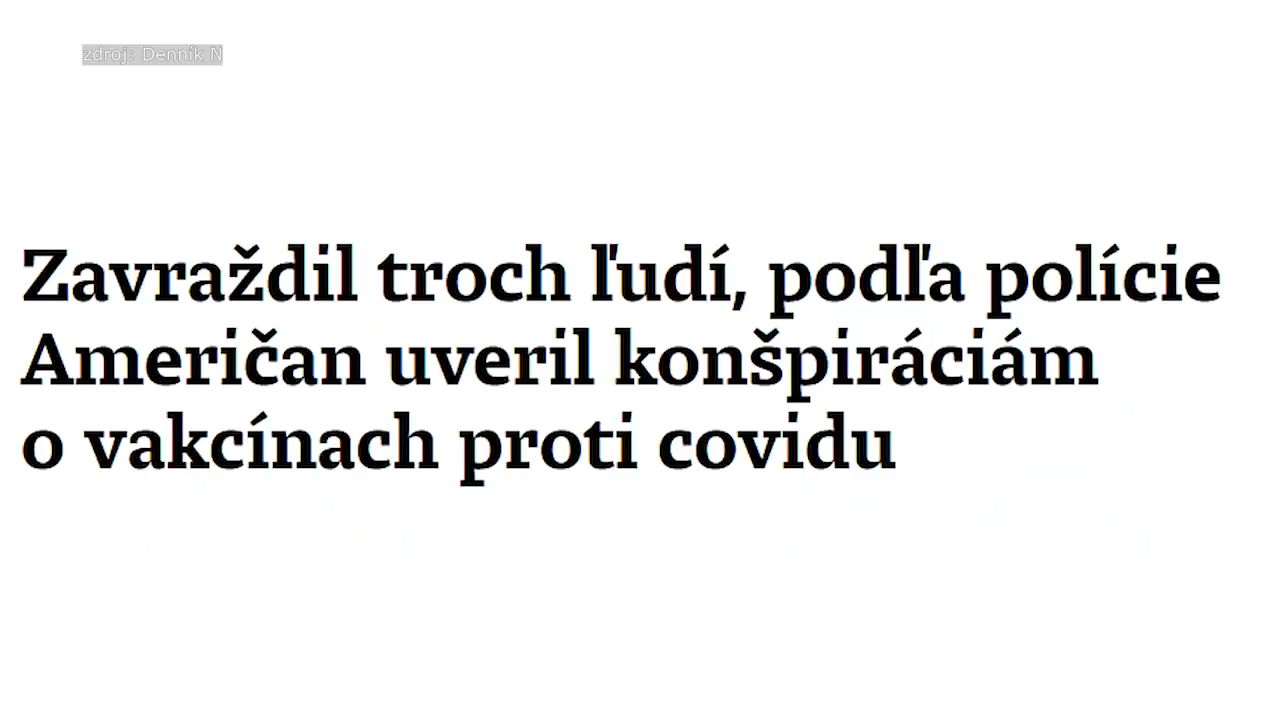 zdroj: Denník N
Zavraždil troch ľudí, podľa polície
Američan uveril konšpiráciám
o vakcínach proti covidu